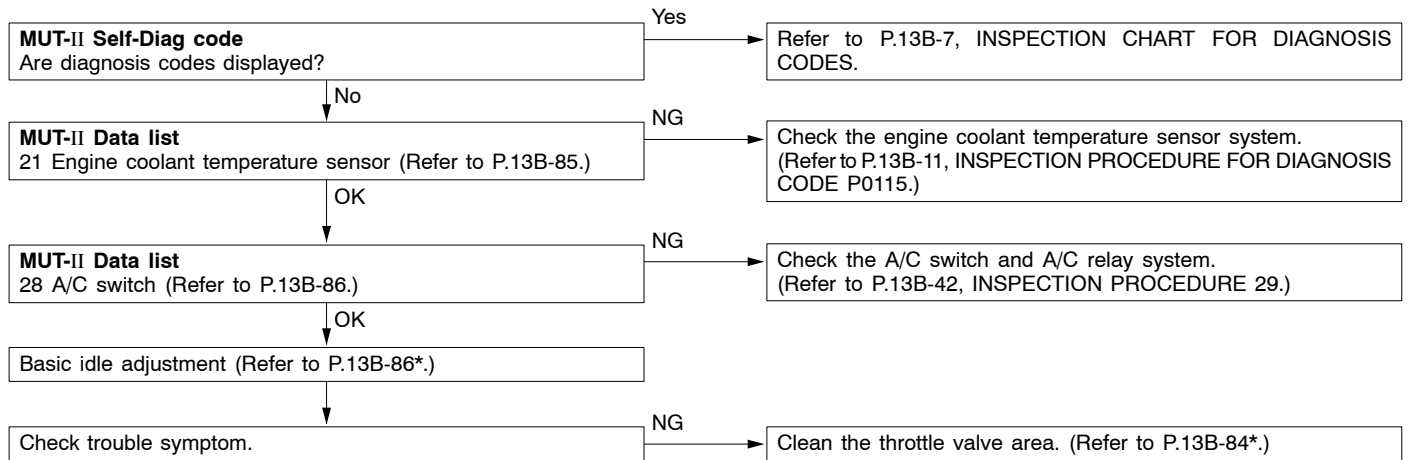 Yes
MUT-II Self-Diag code
Are diagnosis codes displayed?
Refer to P.13B-7, INSPECTION CHART FOR DIAGNOSIS
CODES.
No
MUT-II Data list
21 Engine coolant temperature sensor (Refer to P.13B-85.)
NG
Check the engine coolant temperature sensor system.
(Refer to P.13B-11, INSPECTION PROCEDURE FOR DIAGNOSIS
CODE P0115.)
OK
MUT-II Data list
28 A/C switch (Refer to P.13B-86.)
NG
Check the A/C switch and A/C relay system.
(Refer to P.13B-42, INSPECTION PROCEDURE 29.)
OK
Basic idle adjustment (Refer to P.13B-86*.)
Check trouble symptom.
NG
Clean the throttle valve area. (Refer to P.13B-84*.)